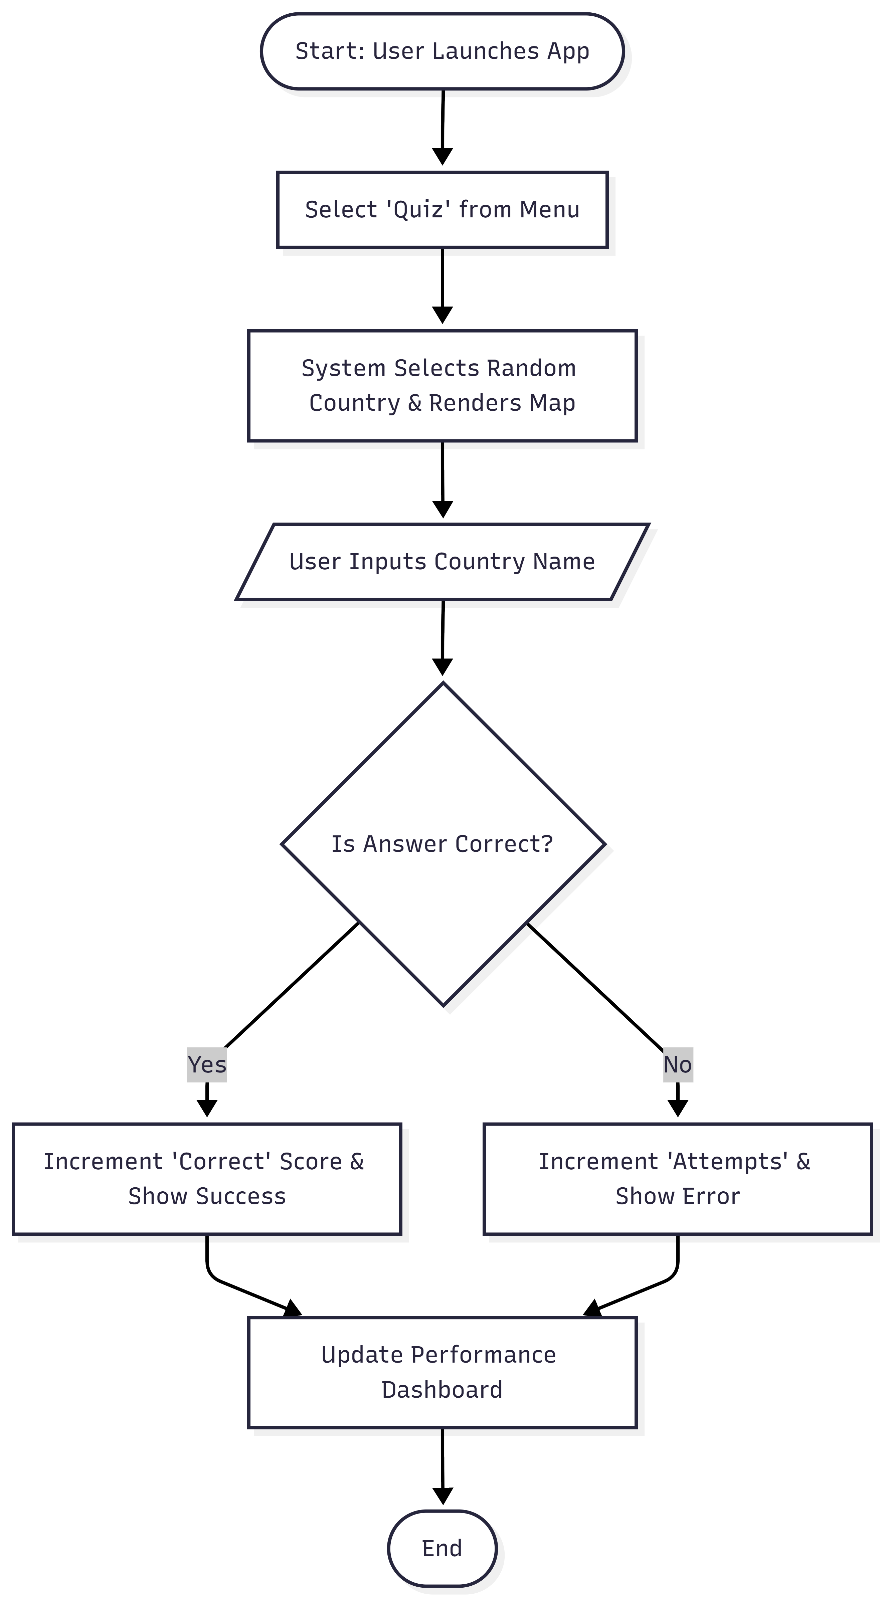 Start: User Launches App
Select 'Quiz' from Menu
System Selects Random
Country & Renders Map
User Inputs Country Name
Is Answer Correct?
Yes
No
Increment 'Correct' Score &
Show Success
Increment 'Attempts' &
Show Error
Update Performance
Dashboard
End